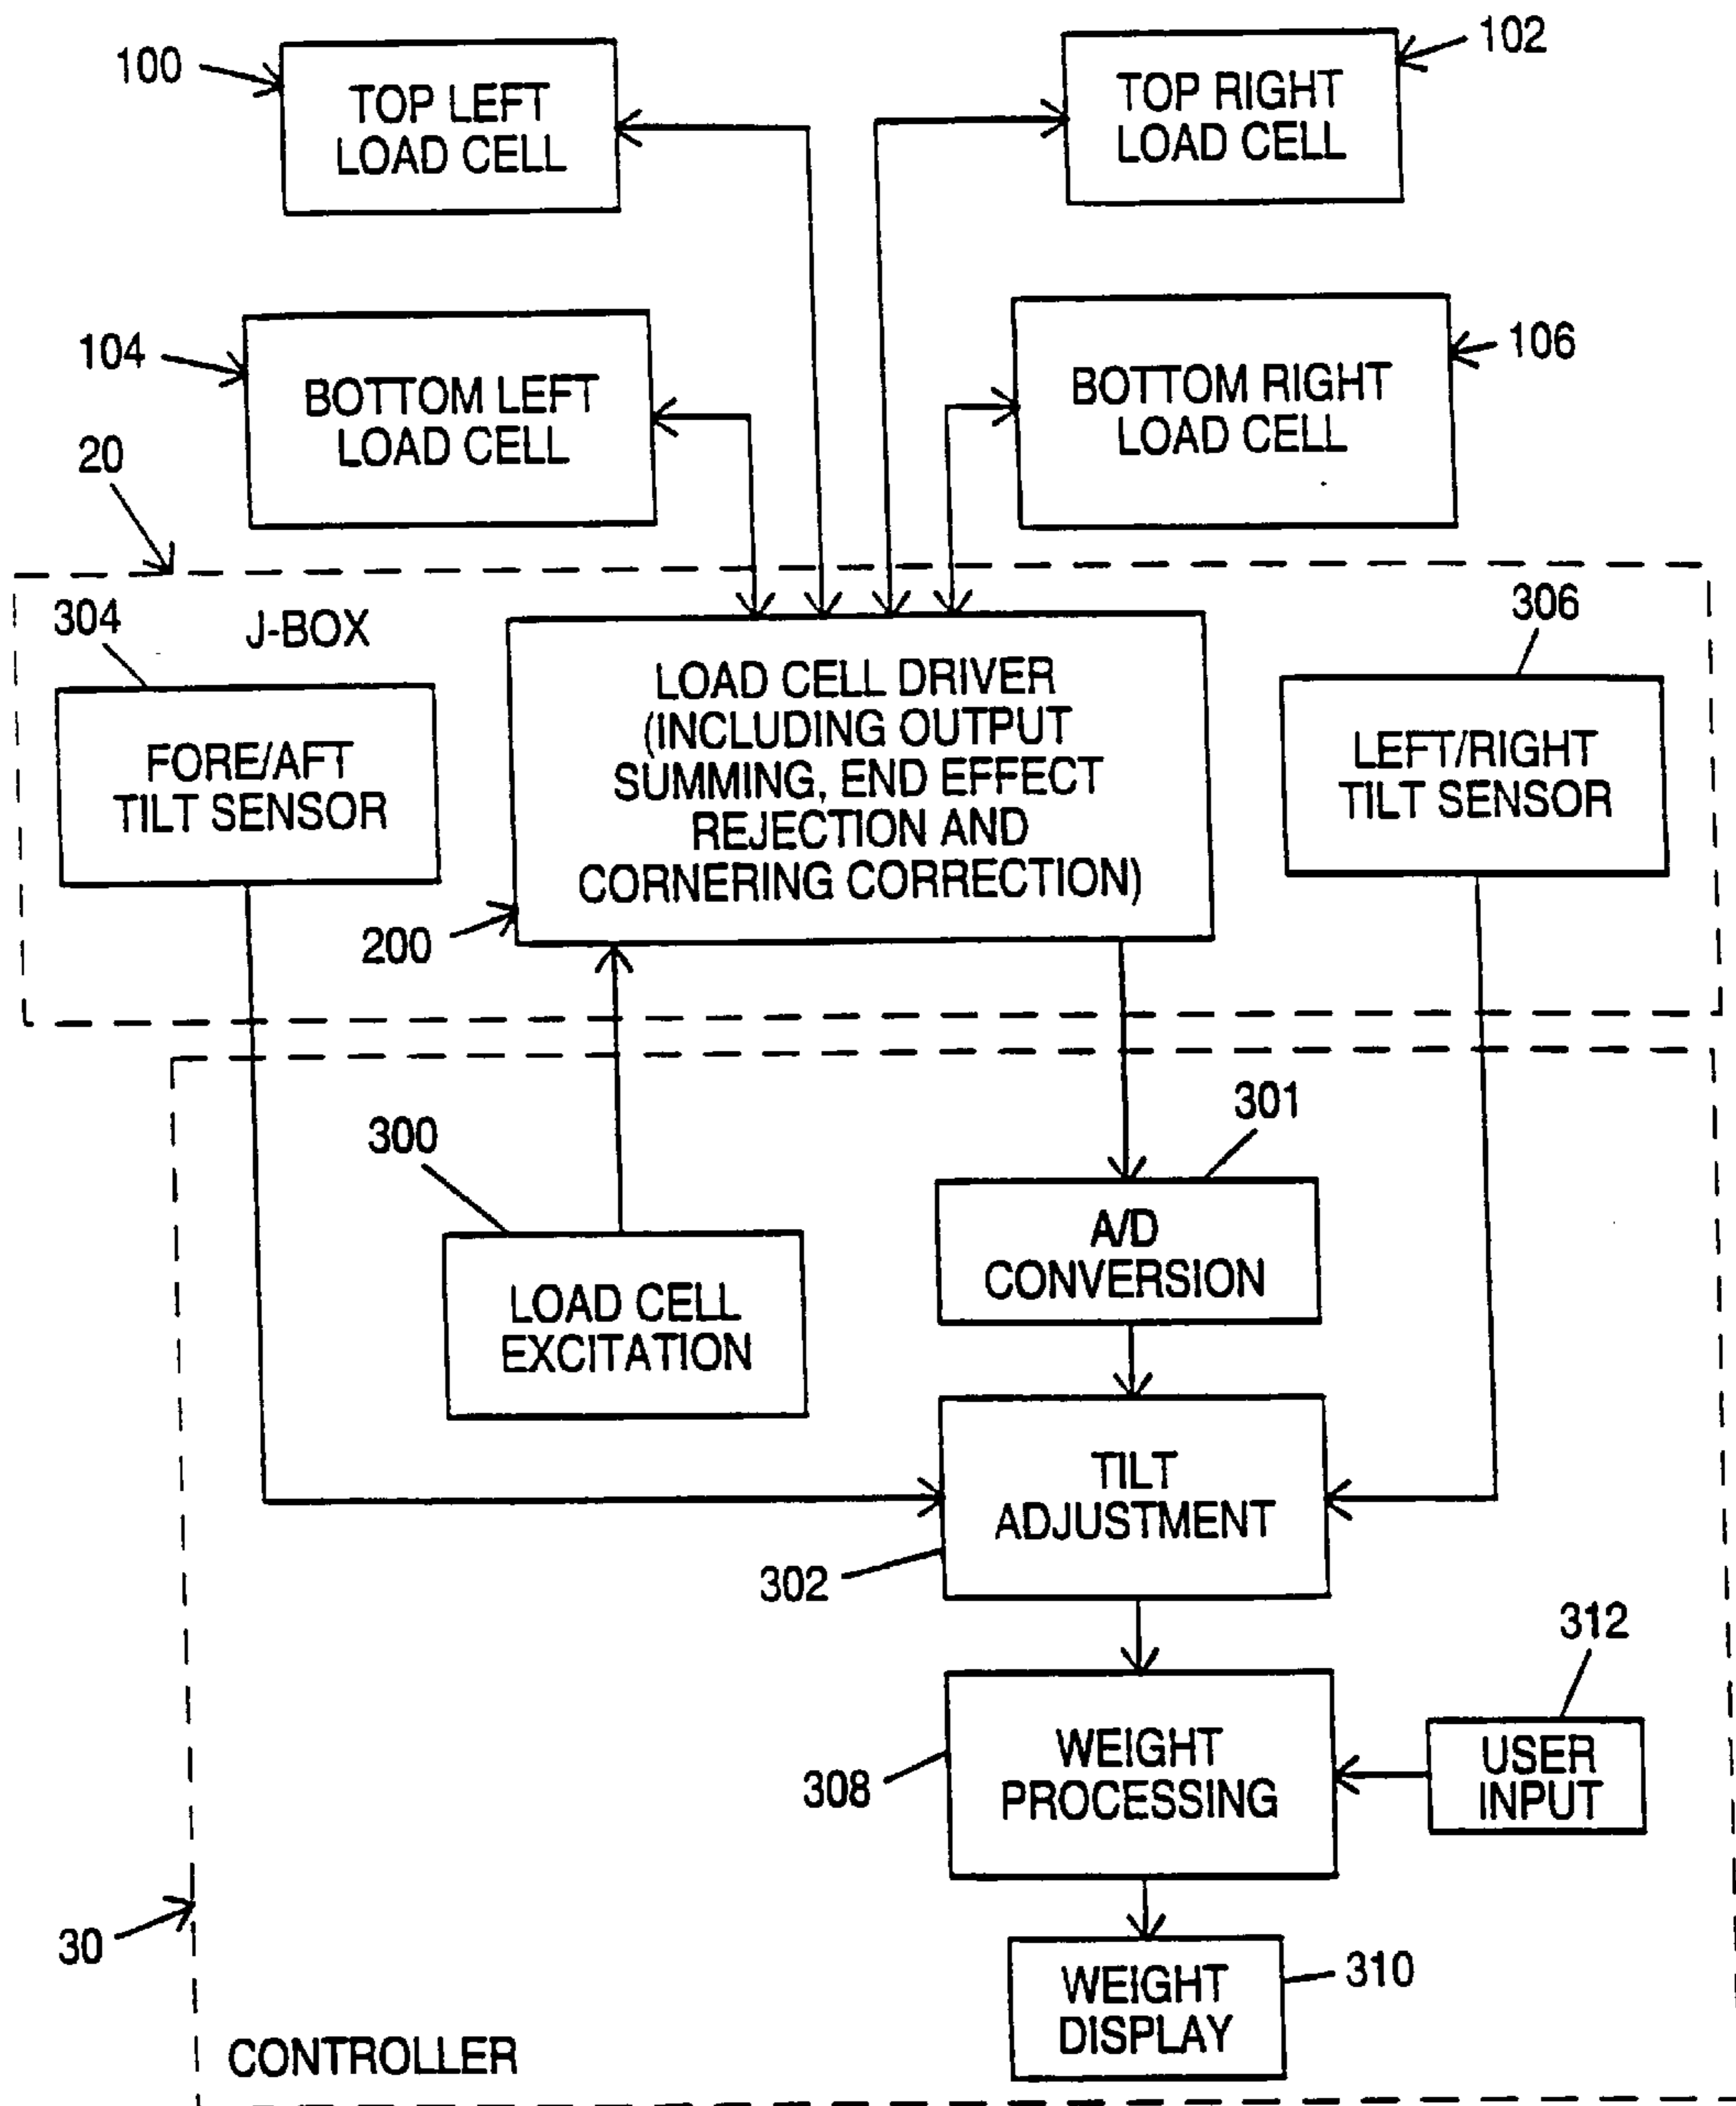 100
TOP LEFT
LOAD CELL
102
TOP RIGHT
LOAD CELL
104
BOTTOM LEFT
LOAD CELL
106
BOTTOM RIGHT
LOAD CELL
20
J-BOX
304
FORE/AFT
TILT SENSOR
LOAD CELL DRIVER
(INCLUDING OUTPUT
SUMMING, END EFFECT
REJECTION AND
CORNERING CORRECTION)
200
306
LEFT/RIGHT
TILT SENSOR
300
LOAD CELL
EXCITATION
301
A/D
CONVERSION
TILT
ADJUSTMENT
302
312
WEIGHT
PROCESSING
308
USER
INPUT
30
WEIGHT
DISPLAY
310
CONTROLLER